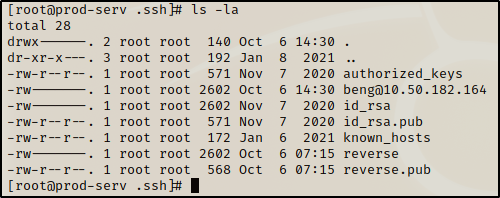 [root@prod-serv .ssh]# ls -la
total 28
drwx------. 2 root root  140 Oct  6 14:30 .
dr-xr-x---. 3 root root  192 Jan  8  2021 ..
-rw-r--r--. 1 root root  571 Nov  7  2020 authorized_keys
-rw-------. 1 root root 2602 Oct  6 14:30 beng@10.50.182.164
-rw-------. 1 root root 2602 Nov  7  2020 id_rsa
-rw-r--r--. 1 root root  571 Nov  7  2020 id_rsa.pub
-rw-r--r--. 1 root root  172 Jan  6  2021 known_hosts
-rw-------. 1 root root 2602 Oct  6 07:15 reverse
-rw-r--r--. 1 root root  568 Oct  6 07:15 reverse.pub
[root@prod-serv .ssh]#